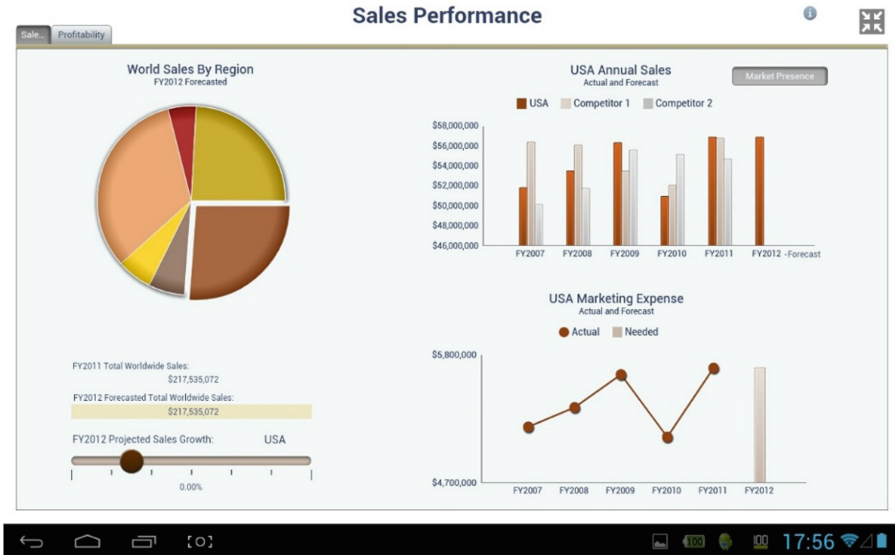 Sales Performance
Sale...
Profitability
World Sales By Region
FY2012 Forecasted
FY2011 Total Worldwide Sales:
$217,535,072
FY2012 Forecasted Total Worldwide Sales:
$217,535,072
FY2012 Projected Sales Growth:
USA
0.00%
USA Annual Sales
Actual and Forecast
Market Presence
USA
Competitor 1
Competitor 2
$58,000,000
$56,000,000
$54,000,000
$52,000,000
$50,000,000
$48,000,000
$46,000,000
FY2007 FY2008 FY2009 FY2010 FY2011 FY2012 -Forecast
USA Marketing Expense
Actual and Forecast
Actual
Needed
$5,800,000
$4,700,000
FY2007 FY2008 FY2009 FY2010 FY2011 FY2012
100
17:56